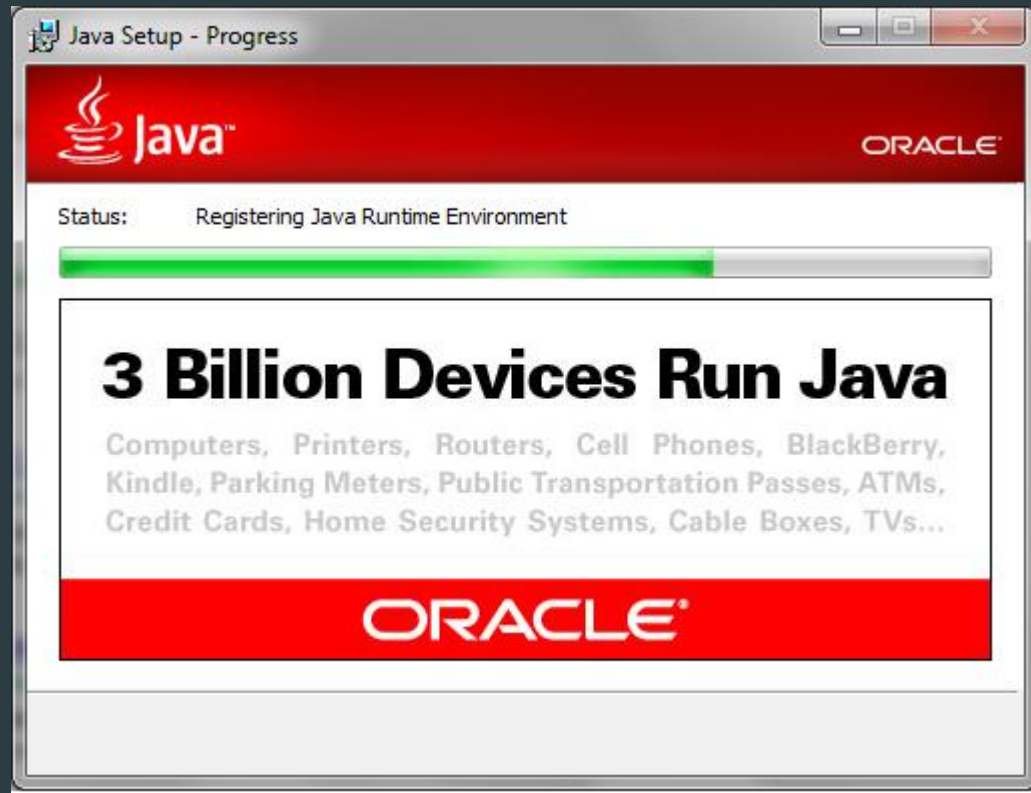 Java Setup - Progress
Java™
ORACLE®
Status: Registering Java Runtime Environment
3 Billion Devices Run Java
Computers, Printers, Routers, Cell Phones, BlackBerry,
Kindle, Parking Meters, Public Transportation Passes, ATMs,
Credit Cards, Home Security Systems, Cable Boxes, TVs...
ORACLE®